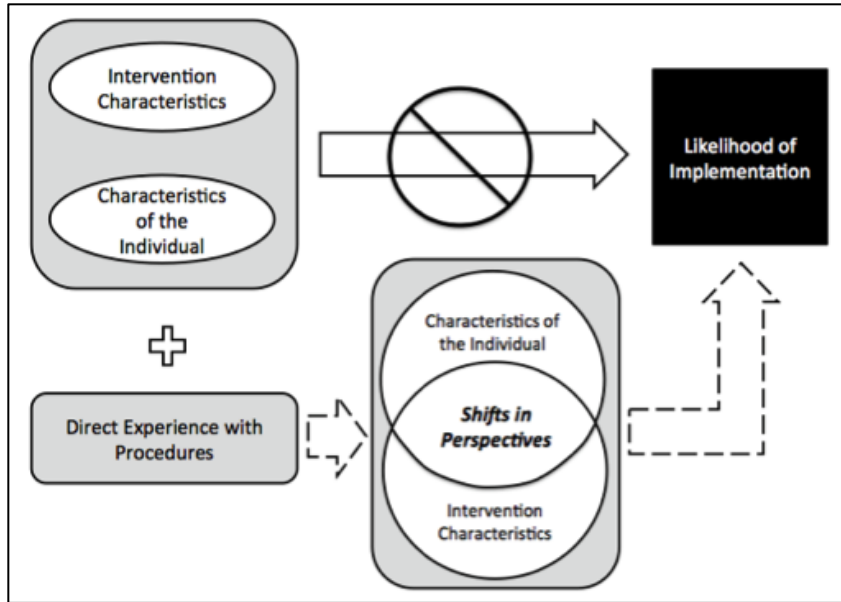 Intervention
Characteristics
Characteristics
of the
Individual
Likelihood of
Implementation
Direct Experience with
Procedures
Characteristics of
the Individual
Shifts in
Perspectives
Intervention
Characteristics